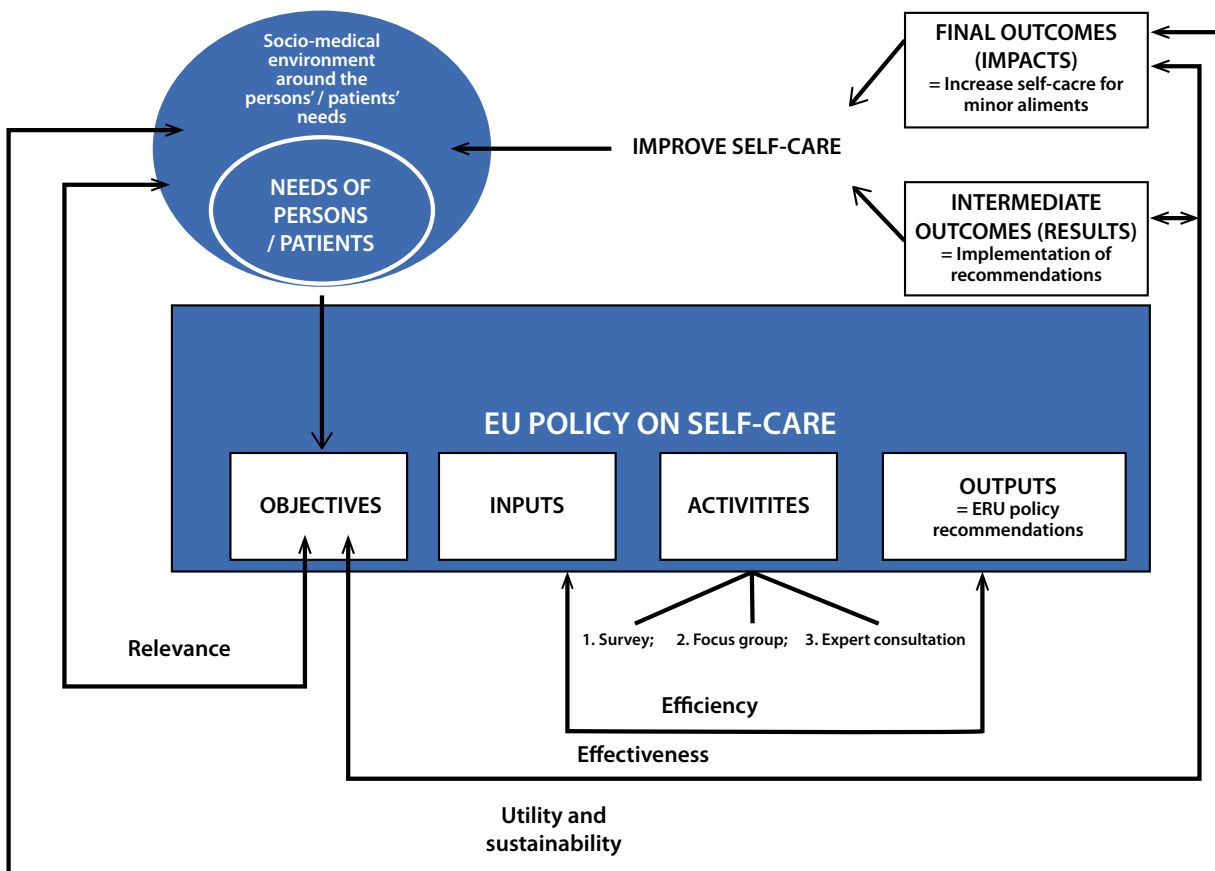 Socio-medical
environment
around the
persons’ / patients’
needs
NEEDS OF
PERSONS
/ PATIENTS
IMPROVE SELF-CARE
FINAL OUTCOMES
(IMPACTS)
= Increase self-cacre for
minor aliments
INTERMEDIATE
OUTCOMES (RESULTS)
= Implementation of
recommendations
EU POLICY ON SELF-CARE
OBJECTIVES
INPUTS
ACTIVITITES
OUTPUTS
= ERU policy
recommendations
1. Survey;
2. Focus group;
3. Expert consultation
Relevance
Efficiency
Effectiveness
Utility and
sustainability